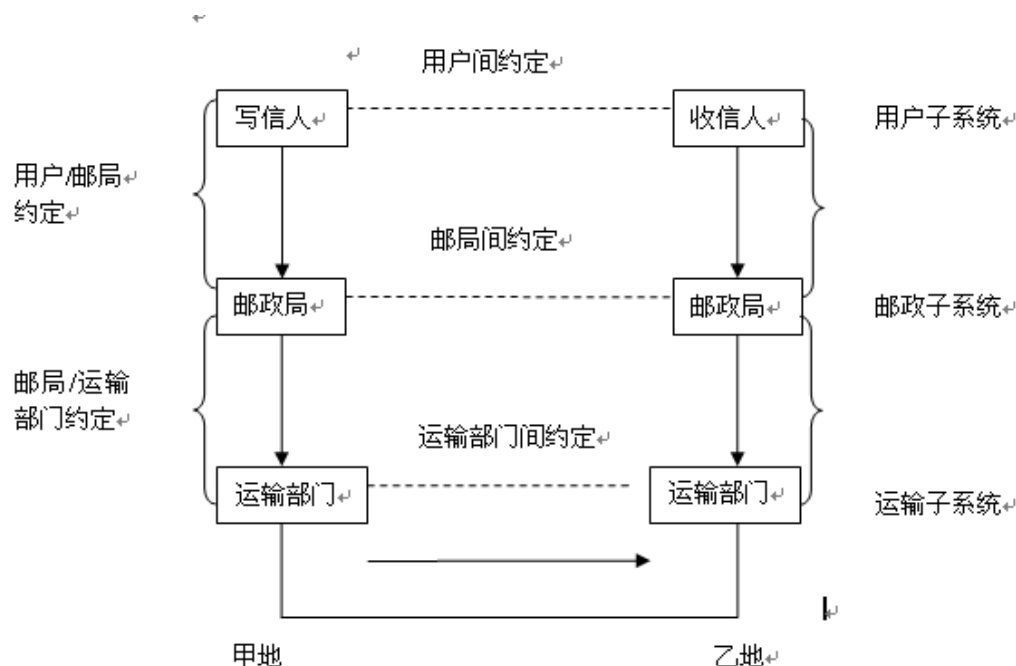 用户间约定
写信人
收信人
用户子系统
用户/邮局
约定
邮局间约定
邮政局
邮政局
邮政子系统
邮局/运输
部门约定
运输部门间约定
运输部门
运输部门
运输子系统
甲地
乙地